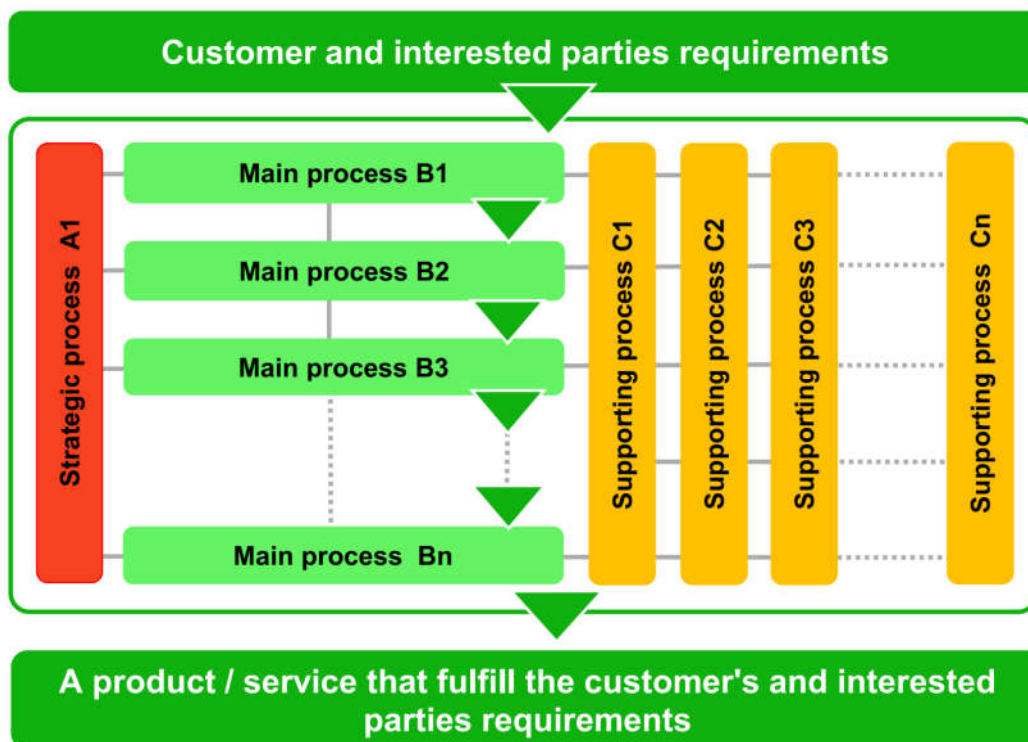 Customer and interested parties requirements
Strategic process A1
Main process B1
Main process B2
Main process B3
Main process Bn
Supporting process C1
Supporting process C2
Supporting process C3
Supporting process Cn
A product / service that fulfill the customer's and interested
parties requirements